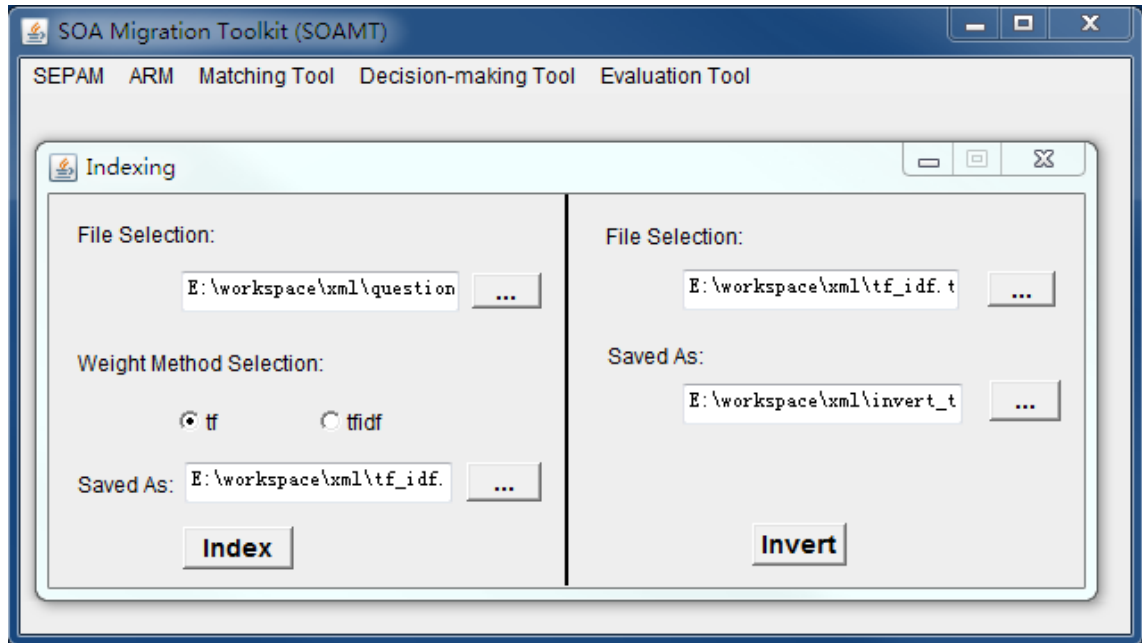 SOA Migration Toolkit (SOAMT)
SEPAM ARM Matching Tool Decision-making Tool Evaluation Tool
Indexing
File Selection:
E:\workspace\xml\question
...
Weight Method Selection:
tf tfidf
Saved As: E:\workspace\xml\tf_idf. ...
Index
File Selection:
E:\workspace\xml\tf_idf.t
...
Saved As:
E:\workspace\xml\invert_t
...
Invert